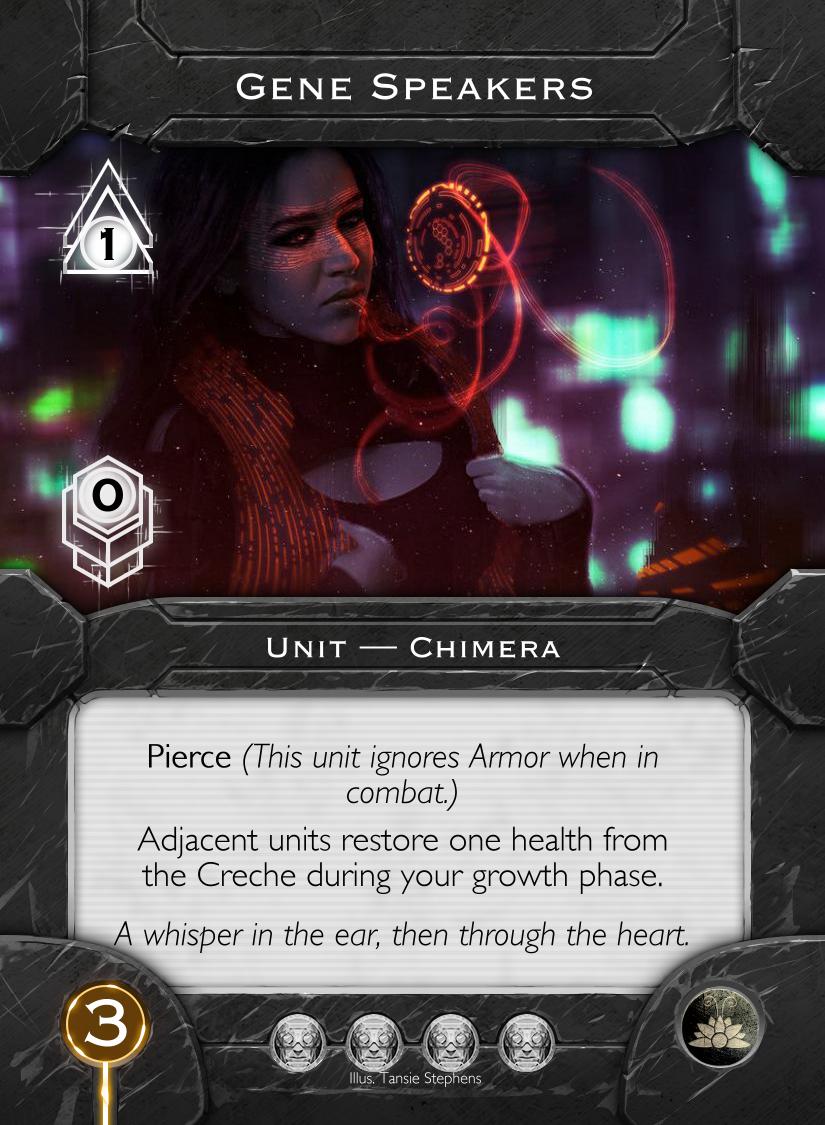 Gene Speakers
1
0
Unit — Chimera
Pierce (This unit ignores Armor when in
combat.)
Adjacent units restore one health from
the Creche during your growth phase.
A whisper in the ear, then through the heart.
3
Illus. Tansie Stephens